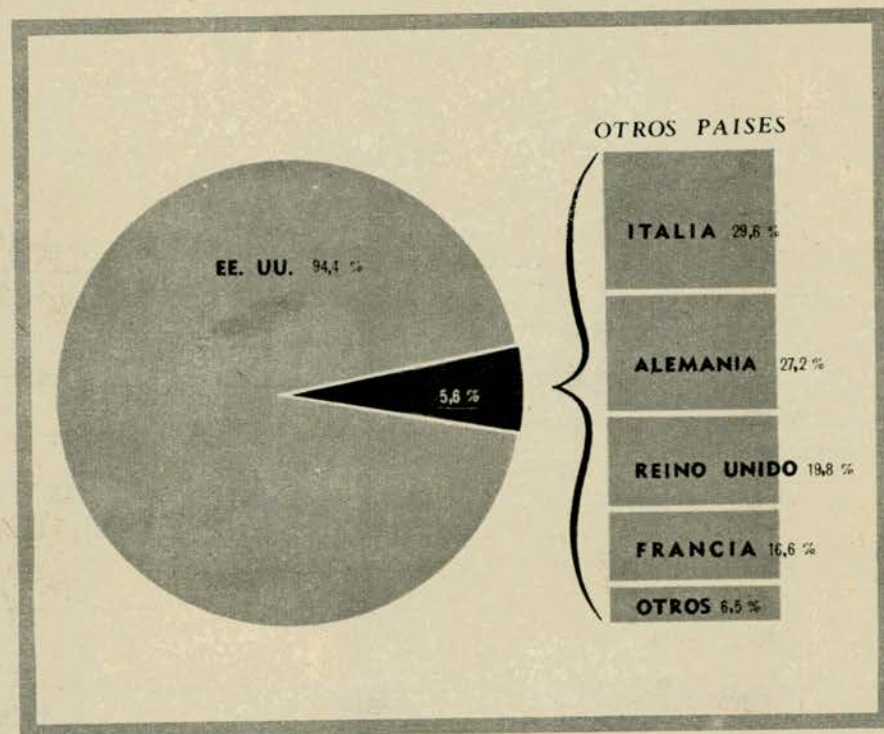 OTROS PAISES
EE. UU. 94,4 %
5,6 %
ITALIA 29,6 %
ALEMANIA 27,2 %
REINO UNIDO 19,8 %
FRANCIA 16,6 %
OTROS 6,5 %